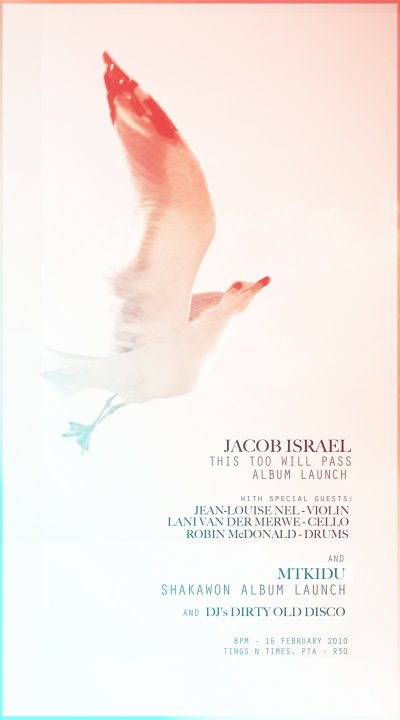 JACOB ISRAEL
THIS TOO WILL PASS
ALBUM LAUNCH
WITH SPECIAL GUESTS:
JEAN-LOUISE NEL - VIOLIN
LANI VAN DER MERWE - CELLO
ROBIN McDONALD - DRUMS
AND
MTKIDU
SHAKAWON ALBUM LAUNCH
AND DJ's DIRTY OLD DISCO
8PM - 16 FEBRUARY 2010
TINGS N TIMES. PTA - R30